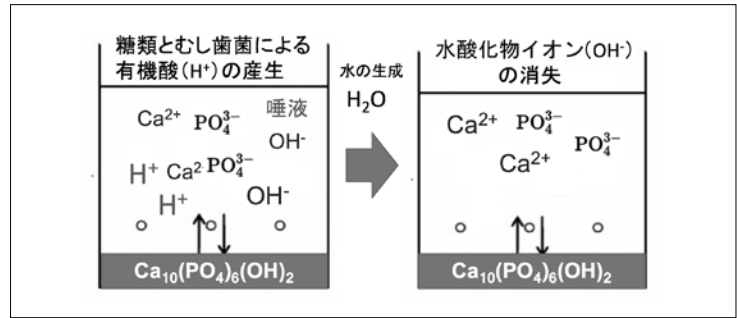 糖類とむし歯菌による
有機酸(H⁺)の産生
Ca²⁺ PO₄³⁻ 唾液
OH⁻
H⁺ Ca²⁻ PO₄³⁻
H⁺ OH⁻
Ca₁₀(PO₄)₆(OH)₂
水の生成
H₂O
水酸化物イオン(OH⁻)
の消失
Ca²⁺ PO₄³⁻
PO₄³⁻
Ca²⁺
Ca₁₀(PO₄)₆(OH)₂